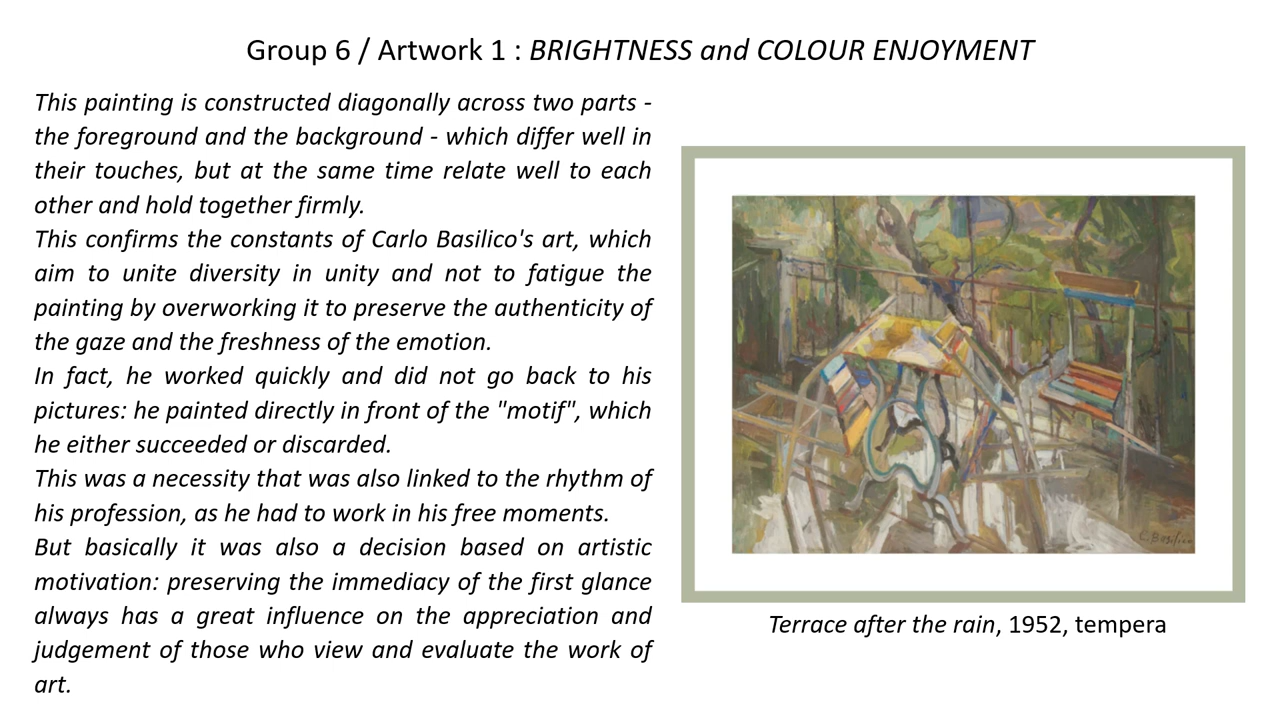 Group 6 / Artwork 1 : BRIGHTNESS and COLOUR ENJOYMENT
This painting is constructed diagonally across two parts -
the foreground and the background - which differ well in
their touches, but at the same time relate well to each
other and hold together firmly.
This confirms the constants of Carlo Basilico's art, which
aim to unite diversity in unity and not to fatigue the
painting by overworking it to preserve the authenticity of
the gaze and the freshness of the emotion.
In fact, he worked quickly and did not go back to his
pictures: he painted directly in front of the "motif", which
he either succeeded or discarded.
This was a necessity that was also linked to the rhythm of
his profession, as he had to work in his free moments.
But basically it was also a decision based on artistic
motivation: preserving the immediacy of the first glance
always has a great influence on the appreciation and
judgement of those who view and evaluate the work of
art.
C. Basilico
Terrace after the rain, 1952, tempera